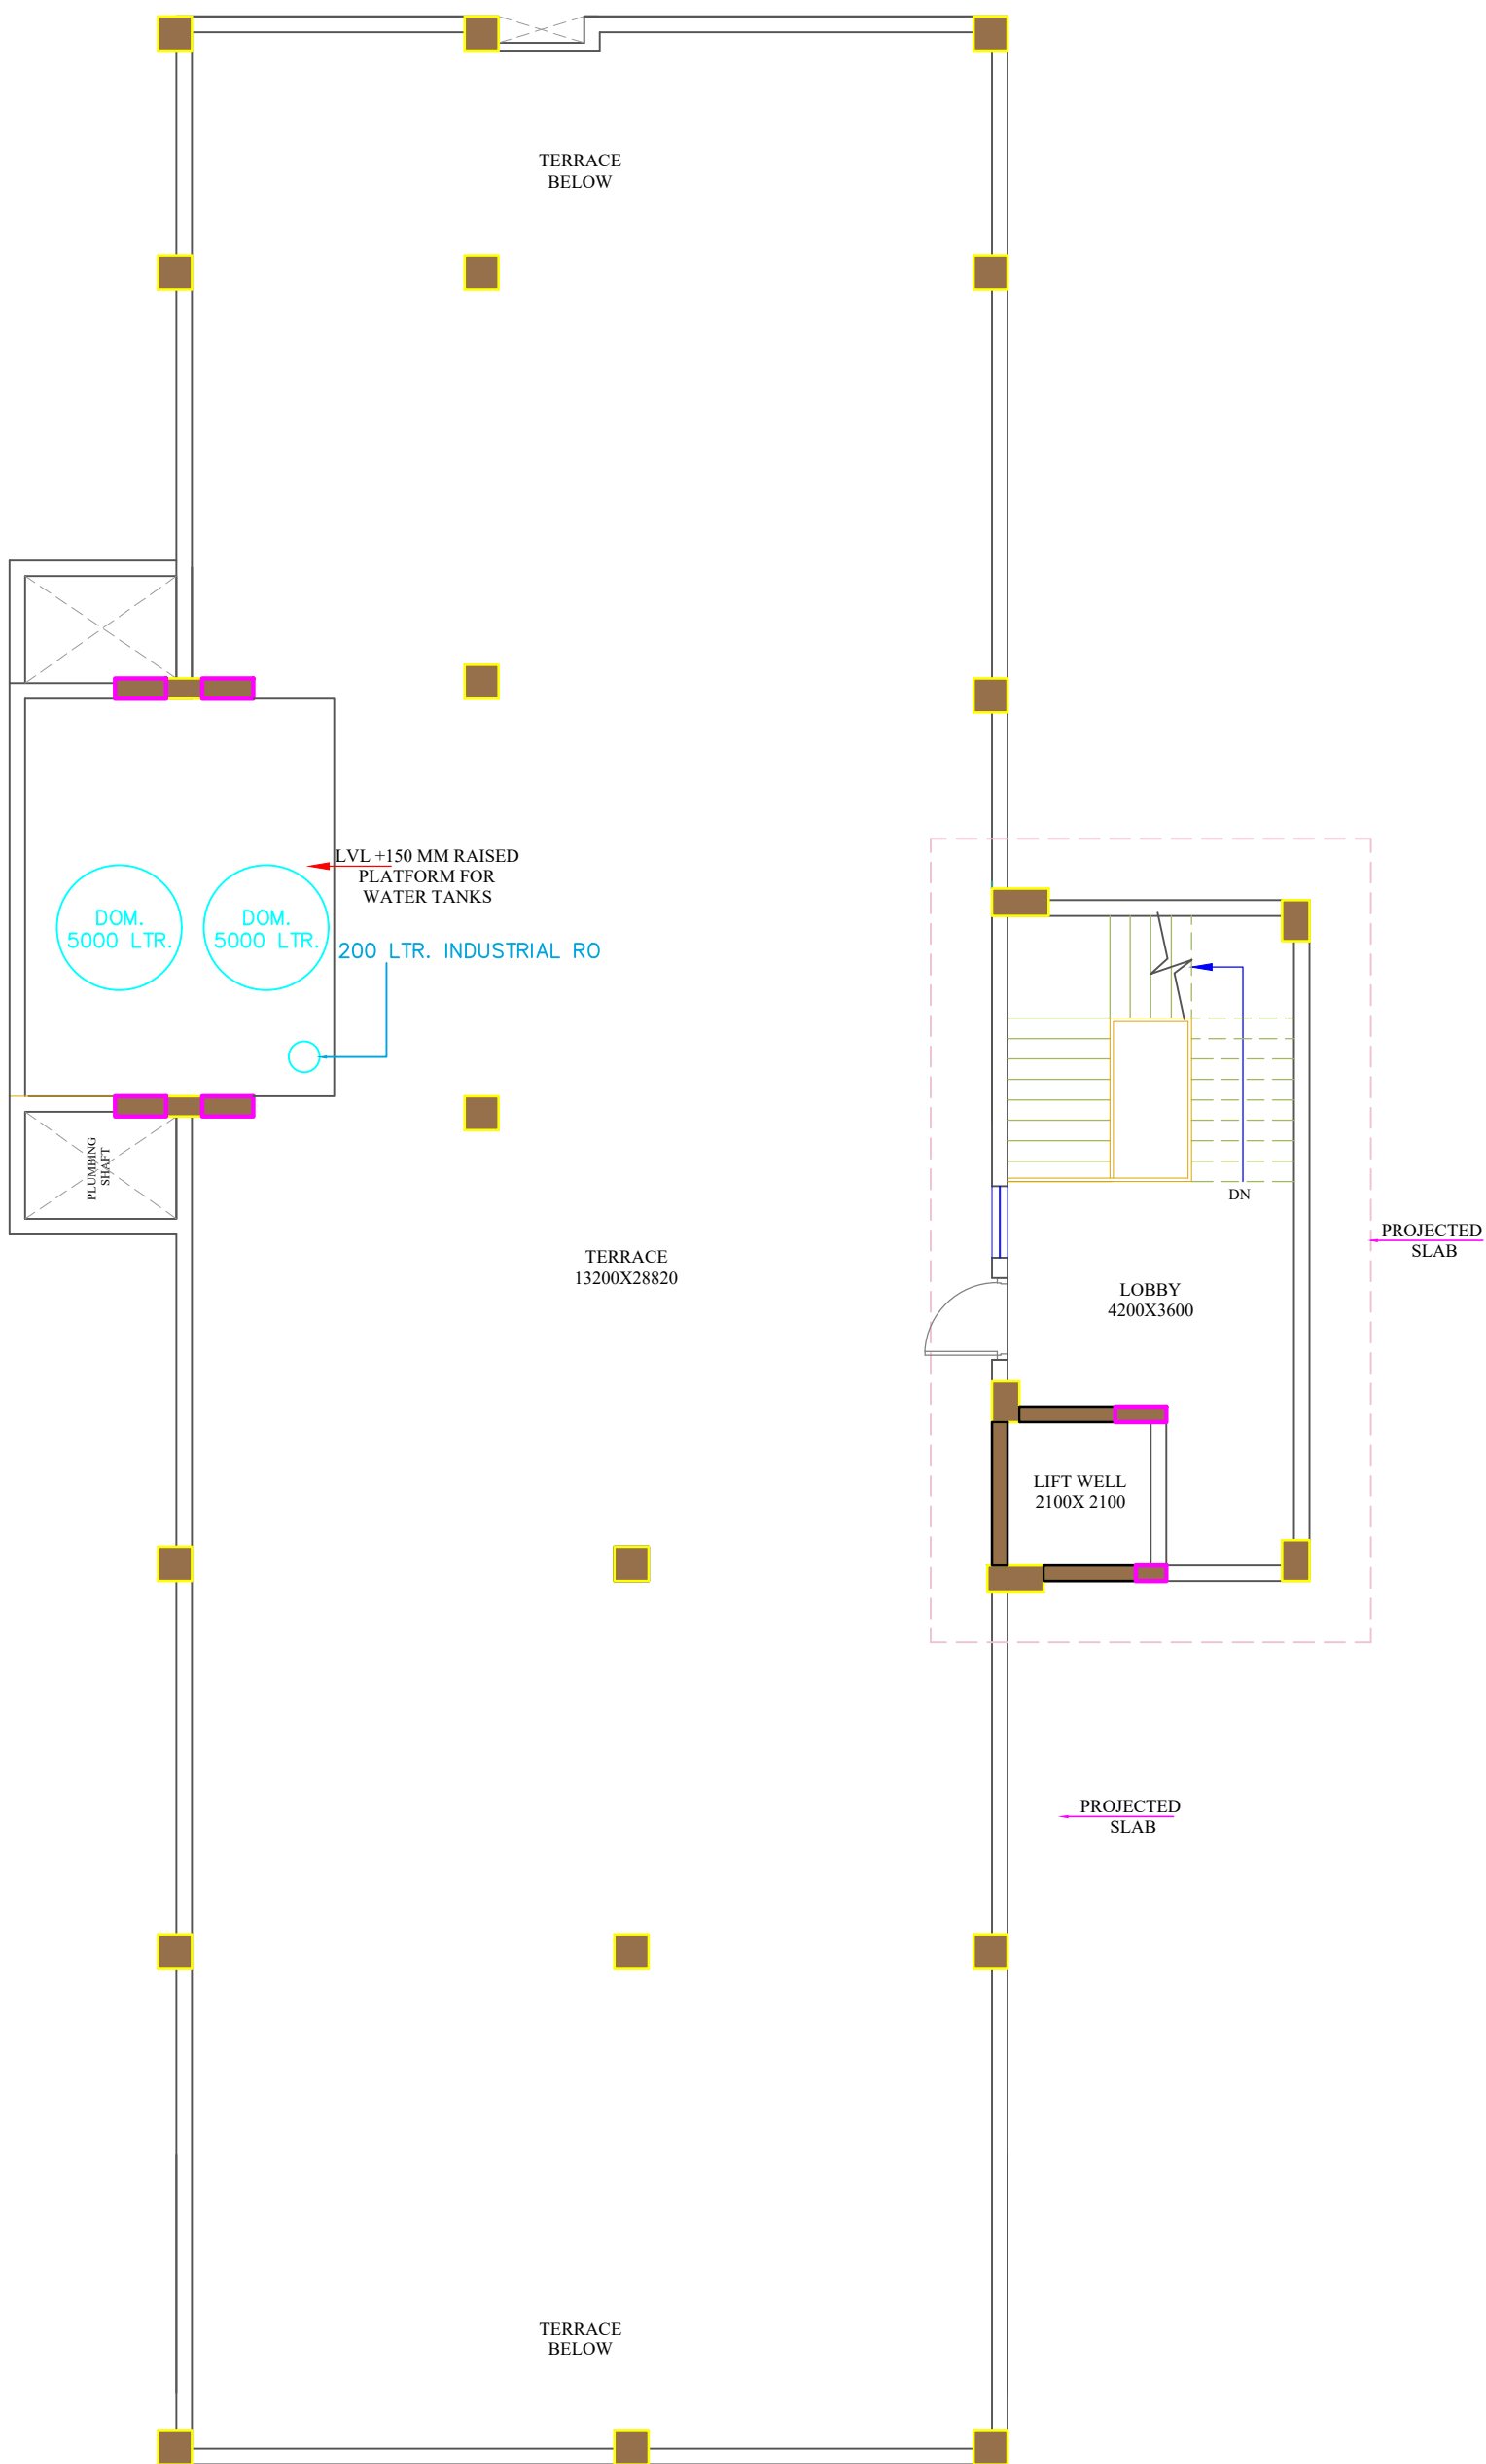 TERRACE
BELOW
LVL +150 MM RAISED
PLATFORM FOR
WATER TANKS
DOM.
5000 LTR.
DOM.
5000 LTR.
200 LTR. INDUSTRIAL RO
PLUMBING
SHAFT
DN
PROJECTED
SLAB
TERRACE
13200X28820
LOBBY
4200X3600
LIFT WELL
2100X 2100
PROJECTED
SLAB
TERRACE
BELOW